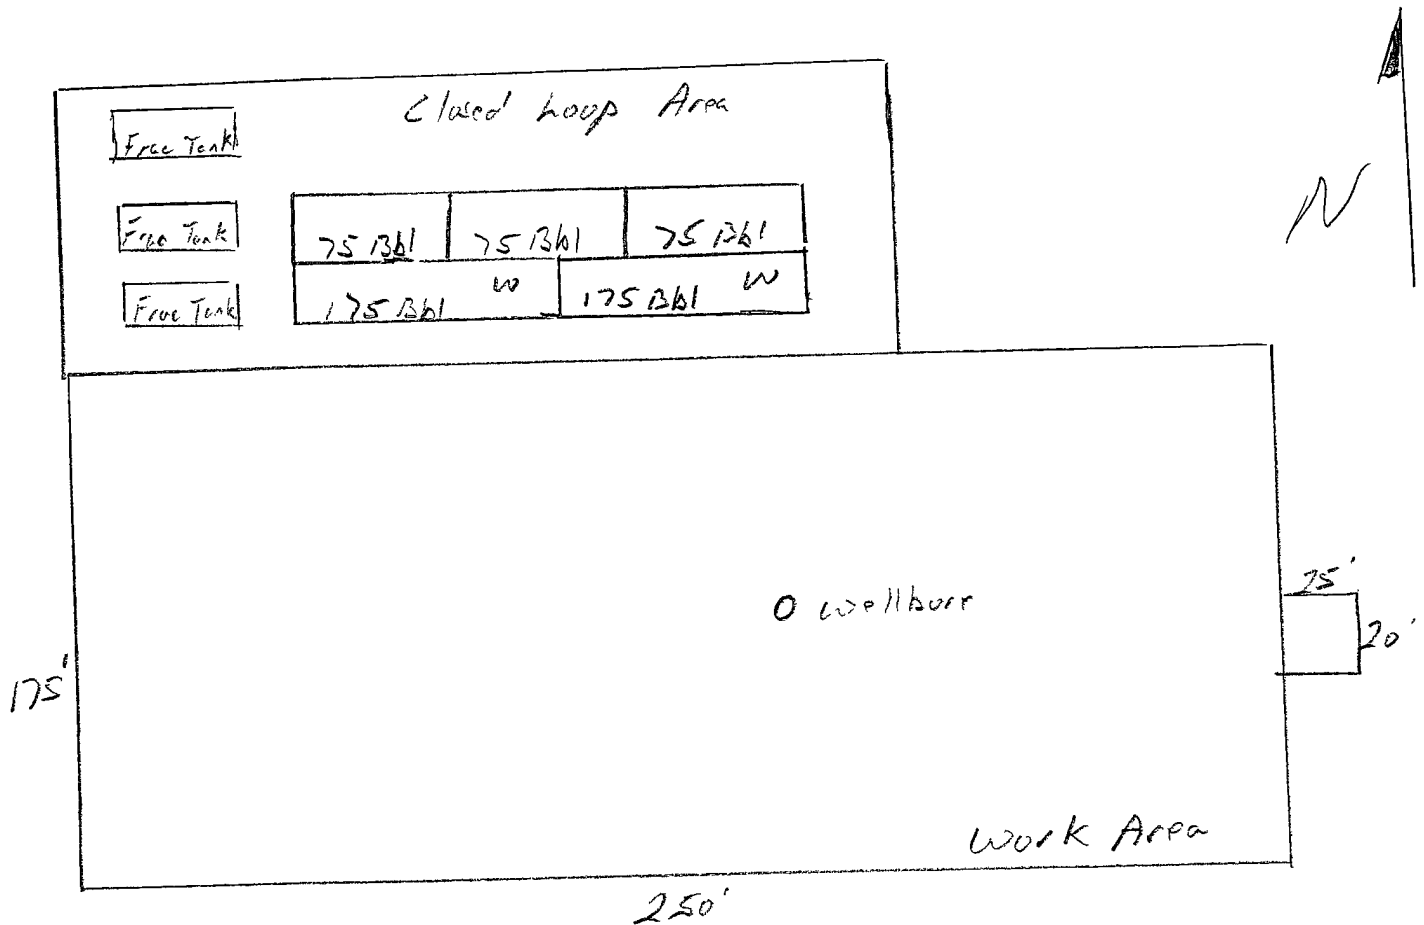 Closed Loop Area
Frac Tank
Frac Tank
75 Bbl 75 Bbl 75 Bbl
Frac Tank
175 Bbl W 175 Bbl W
N
O Wellbore
20'
175'
Work Area
250'